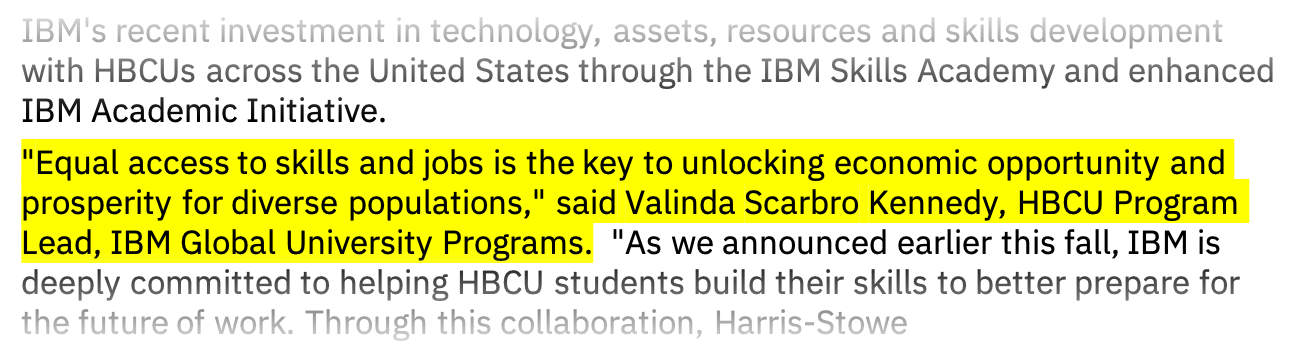 IBM's recent investment in technology, assets, resources and skills development
with HBCUs across the United States through the IBM Skills Academy and enhanced
IBM Academic Initiative.
"Equal access to skills and jobs is the key to unlocking economic opportunity and
prosperity for diverse populations," said Valinda Scarbro Kennedy, HBCU Program
Lead, IBM Global University Programs.  "As we announced earlier this fall, IBM is
deeply committed to helping HBCU students build their skills to better prepare for
the future of work. Through this collaboration, Harris-Stowe